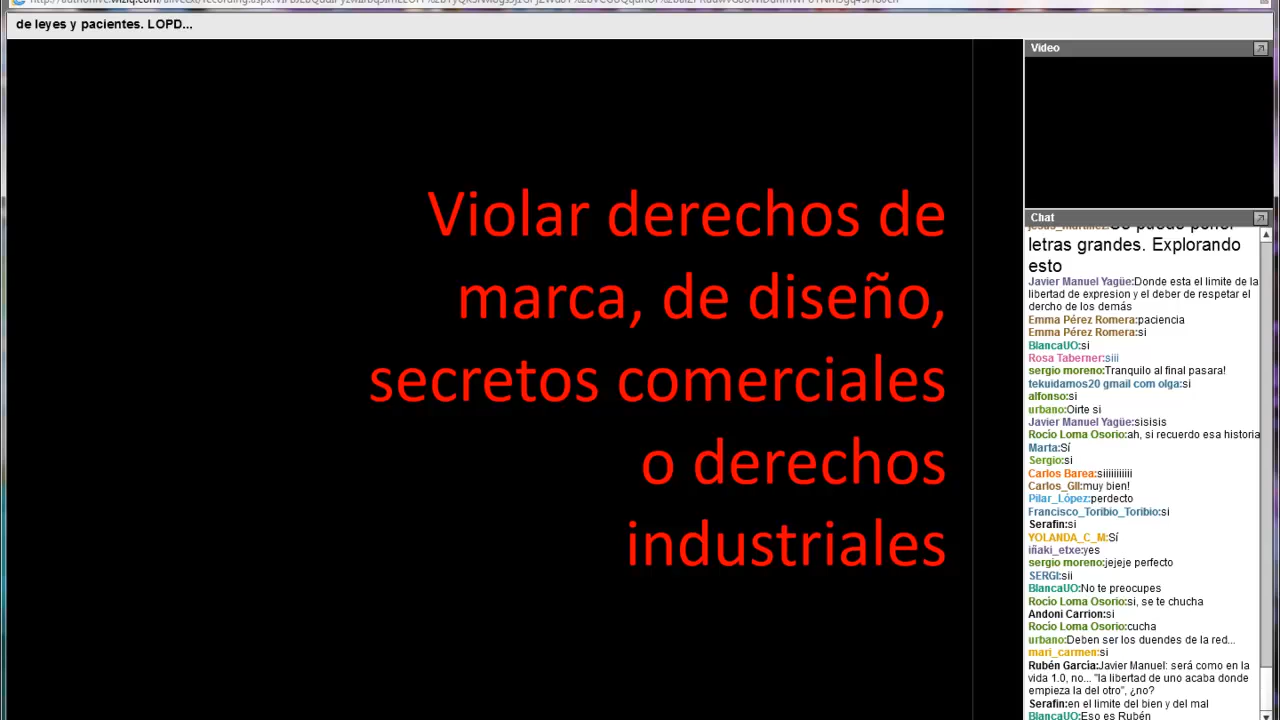 de leyes y pacientes. LOPD...
Violar derechos de
marca, de diseño,
secretos comerciales
o derechos
industriales
Video
Chat
letras grandes. Explorando
esto
Javier Manuel Yagüe:Donde esta el limite de la
libertad de expresion y el deber de respetar el
dercho de los demás
Emma Pérez Romera:paciencia
Emma Pérez Romera:si
BlancaUO:si
Rosa Taberner:siii
sergio moreno:Tranquilo al final pasara!
tekuidamos20 gmail com olga:si
alfonso:si
urbano:Oirte si
Javier Manuel Yagüe:sisisis
Rocío Loma Osorio:ah, si recuerdo esa historia
Marta:Sí
Sergio:si
Carlos Barea:siiiiiiiiiii
Carlos_GIl:muy bien!
Pilar_López:perdecto
Francisco_Toribio_Toribio:si
Serafin:si
YOLANDA_C_M:Sí
iñaki_etxe:yes
sergio moreno:jejeje perfecto
SERGI:sii
BlancaUO:No te preocupes
Rocío Loma Osorio:si, se te chucha
Andoni Carrion:si
Rocío Loma Osorio:cucha
urbano:Deben ser los duendes de la red...
mari_carmen:si
Rubén García:Javier Manuel: será como en la
vida 1.0, no... "la libertad de uno acaba donde
empieza la del otro", ¿no?
Serafin:en el limite del bien y del mal
BlancaUO:Eso es Rubén